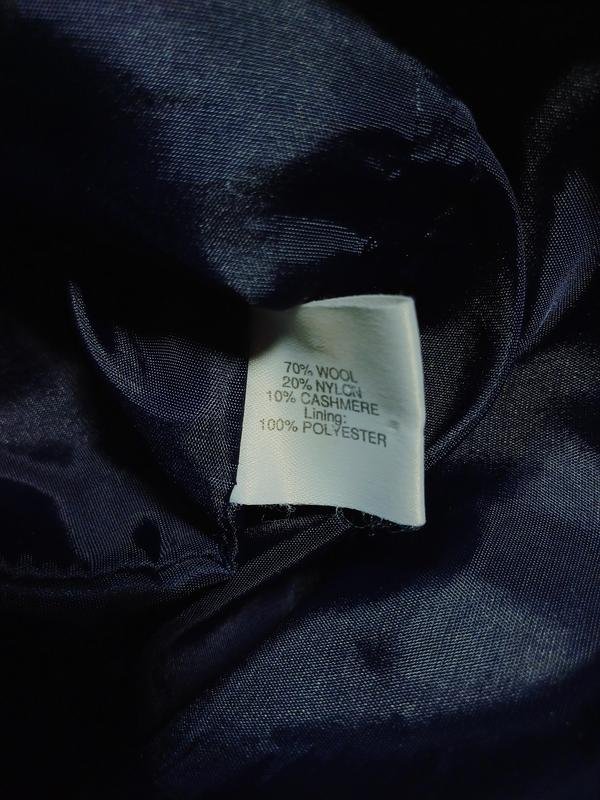 70% WOOL
20% NYLON
10% CASHMERE
Lining:
100% POLYESTER